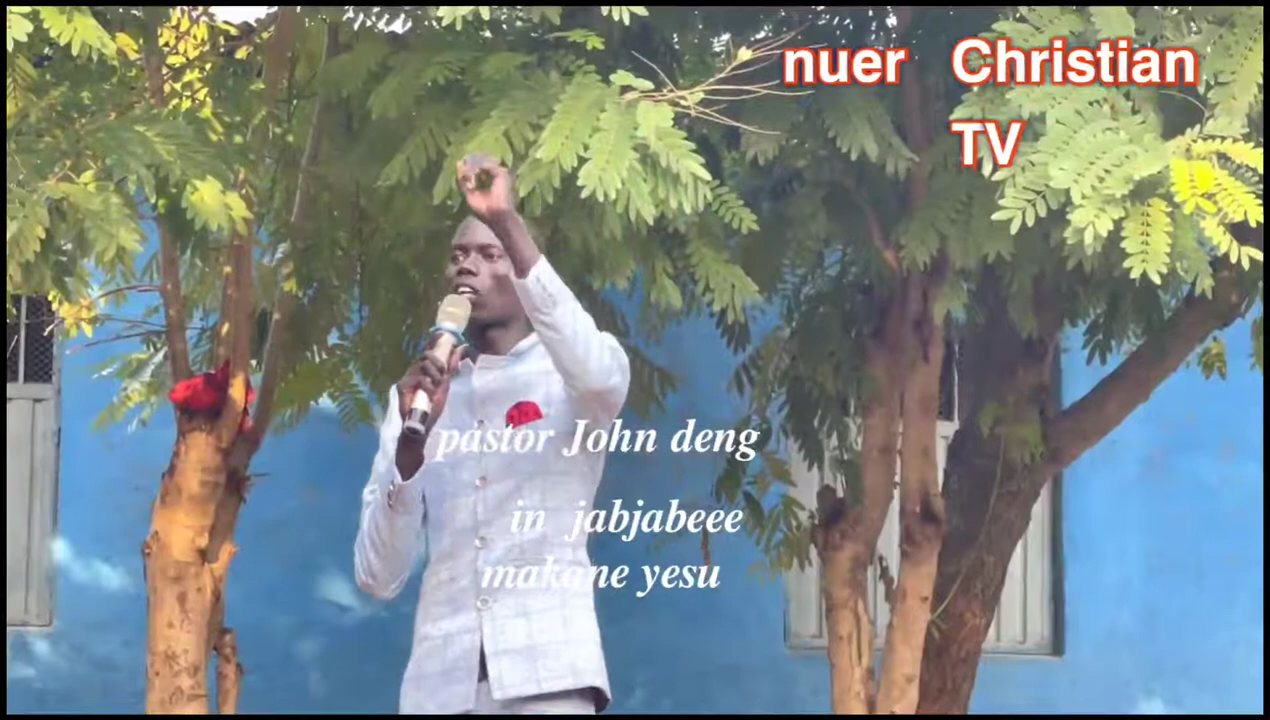 nuer Christian
TV
pastor John deng
in jabjabeee
makane yesu